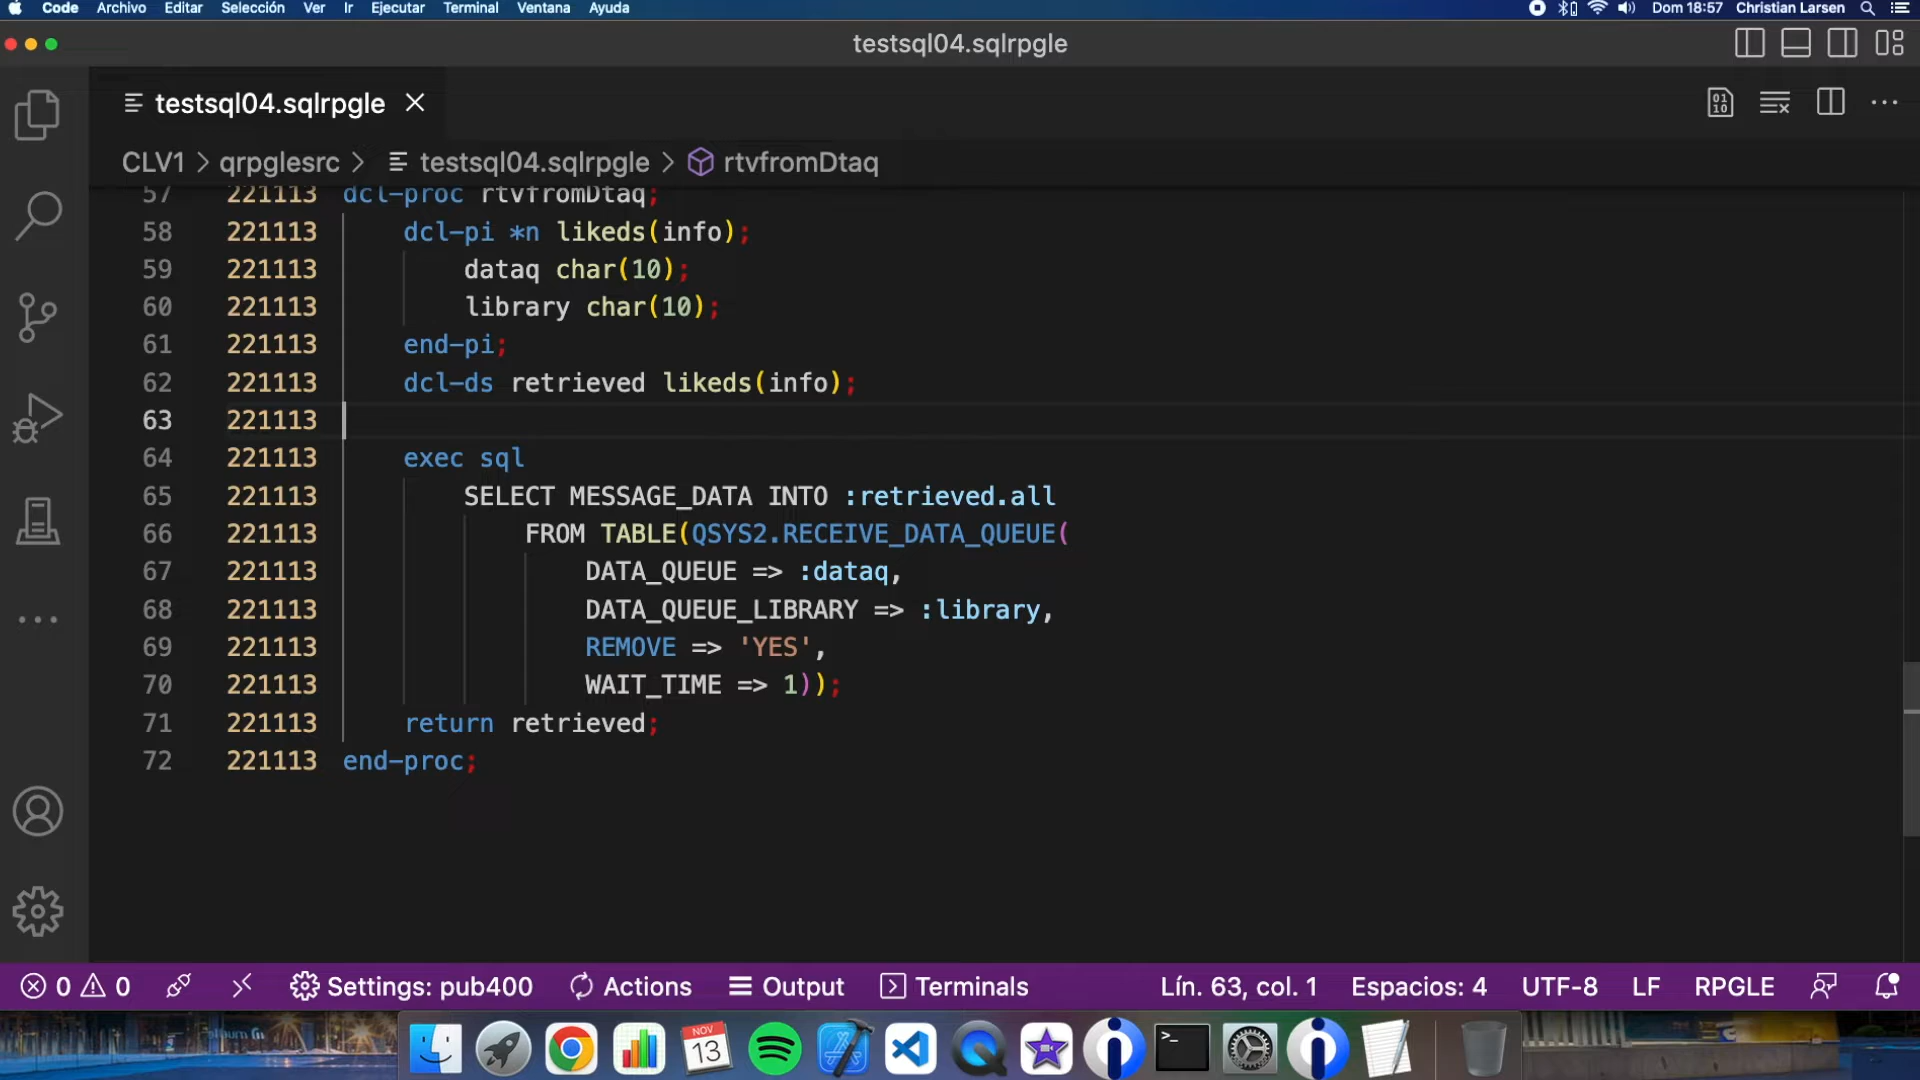 Code Archivo Editar Selección Ver Ir Ejecutar Terminal Ventana Ayuda Dom 18:57 Christian Larsen
testsql04.sqlrpgle
testsql04.sqlrpgle
CLV1 > qrpglesrc > testsql04.sqlrpgle > rtvfromDtaq
57 221113 dcl-proc rtvfromDtaq;
58 221113 dcl-pi *n likeds(info);
59 221113 dataq char(10);
60 221113 library char(10);
61 221113 end-pi;
62 221113 dcl-ds retrieved likeds(info);
63 221113
64 221113 exec sql
65 221113 SELECT MESSAGE_DATA INTO :retrieved.all
66 221113 FROM TABLE(QSYS2.RECEIVE_DATA_QUEUE(
67 221113 DATA_QUEUE => :dataq,
68 221113 DATA_QUEUE_LIBRARY => :library,
69 221113 REMOVE => 'YES',
70 221113 WAIT_TIME => 1));
71 221113 return retrieved;
72 221113 end-proc;
0 0 Settings: pub400 Actions Output Terminals Lín. 63, col. 1 Espacios: 4 UTF-8 LF RPGLE
NOV
13